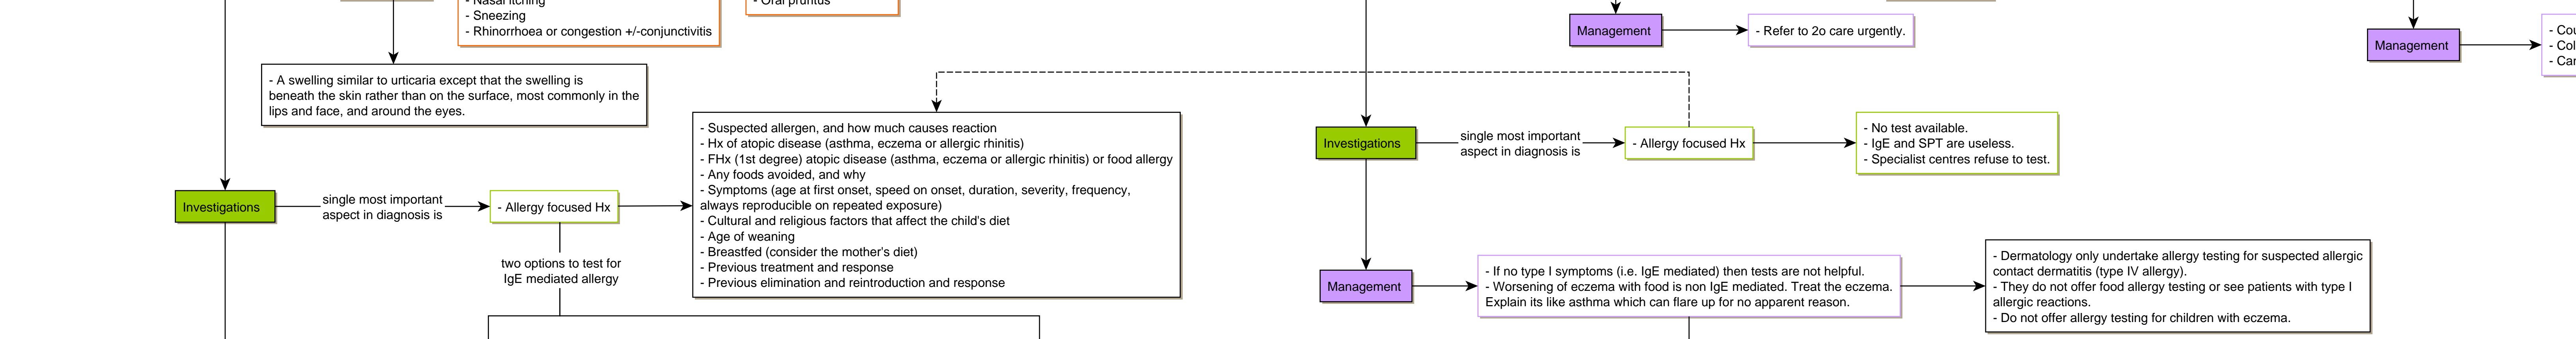 - Nasal itching
- Sneezing
- Rhinorrhoea or congestion +/-conjunctivitis
- Oral pruritus
- A swelling similar to urticaria except that the swelling is
beneath the skin rather than on the surface, most commonly in the
lips and face, and around the eyes.
Investigations
single most important
aspect in diagnosis is
- Allergy focused Hx
two options to test for
IgE mediated allergy
- Suspected allergen, and how much causes reaction
- Hx of atopic disease (asthma, eczema or allergic rhinitis)
- FHx (1st degree) atopic disease (asthma, eczema or allergic rhinitis) or food allergy
- Any foods avoided, and why
- Symptoms (age at first onset, speed on onset, duration, severity, frequency,
always reproducible on repeated exposure)
- Cultural and religious factors that affect the child's diet
- Age of weaning
- Breastfed (consider the mother's diet)
- Previous treatment and response
- Previous elimination and reintroduction and response
Management
- Refer to 2o care urgently.
Management
Investigations
single most important
aspect in diagnosis is
- Allergy focused Hx
- No test available.
- IgE and SPT are useless.
- Specialist centres refuse to test.
Management
- If no type I symptoms (i.e. IgE mediated) then tests are not helpful.
- Worsening of eczema with food is non IgE mediated. Treat the eczema.
Explain its like asthma which can flare up for no apparent reason.
- Dermatology only undertake allergy testing for suspected allergic
contact dermatitis (type IV allergy).
- They do not offer food allergy testing or see patients with type I
allergic reactions.
- Do not offer allergy testing for children with eczema.